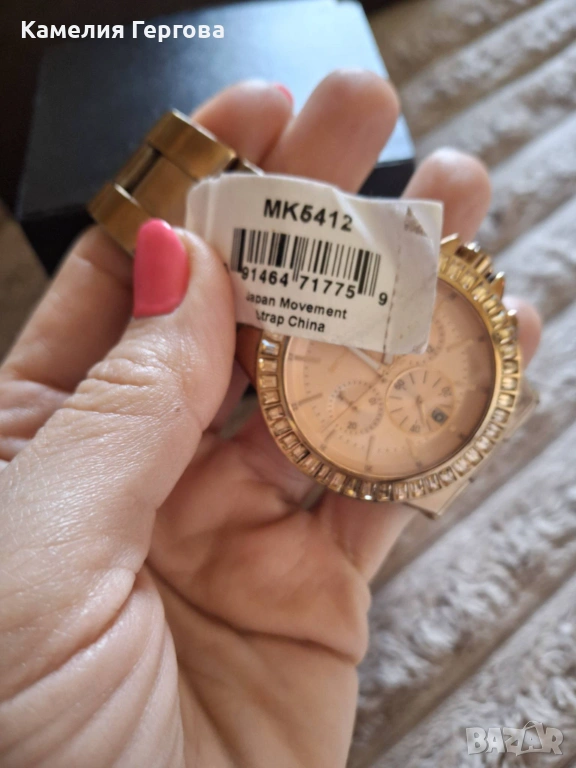 Камелия Гергова
MK5412
91464 71775 9
Japan Movement
Strap China
BAZAR